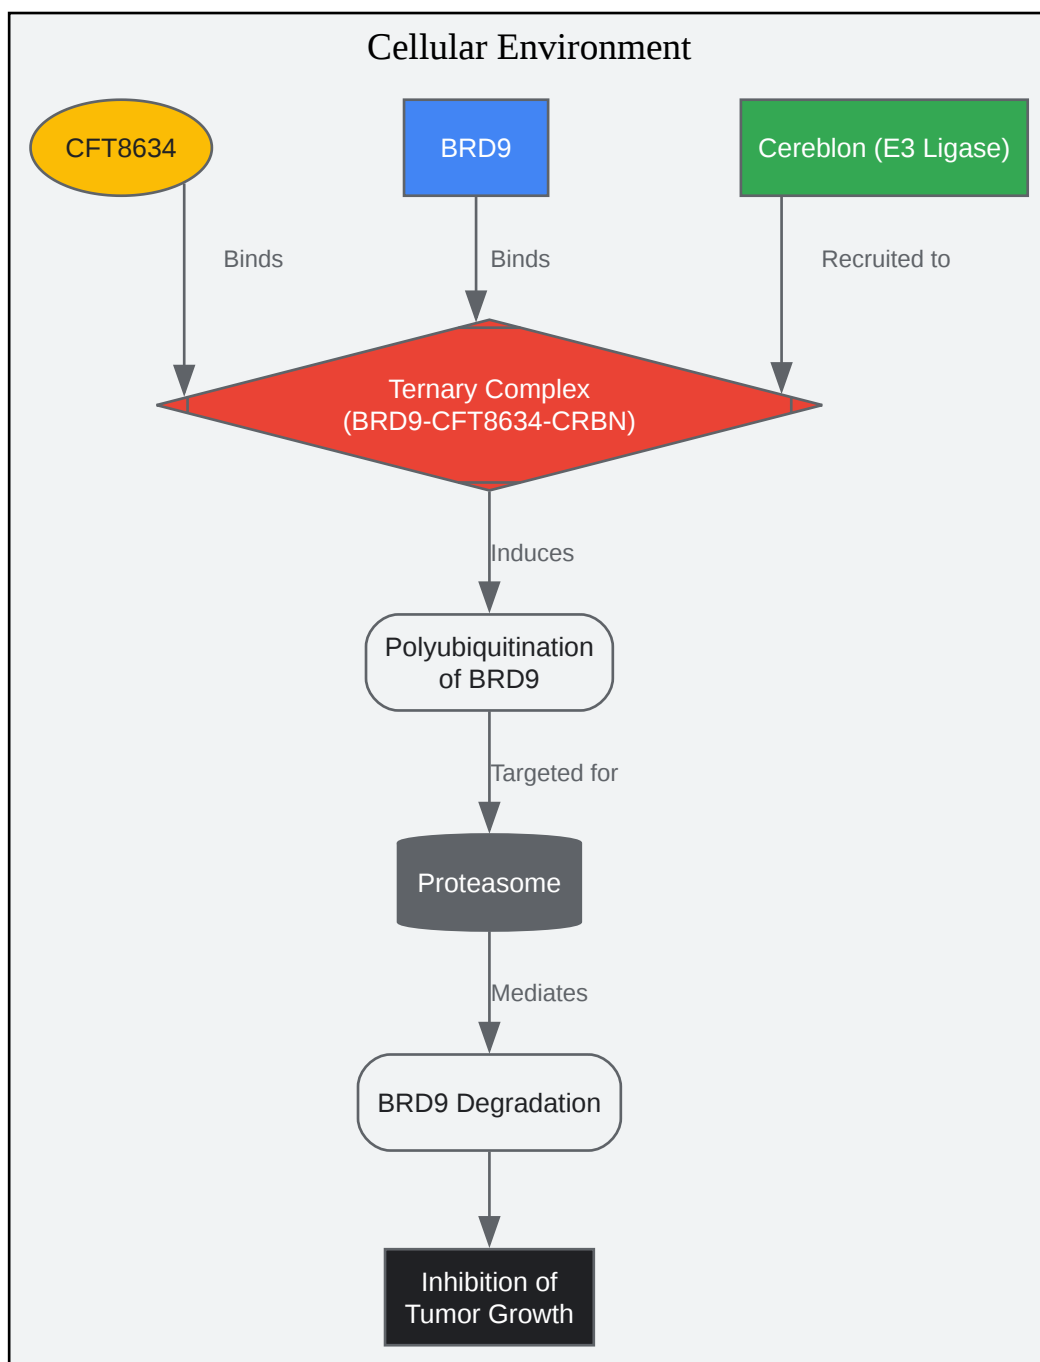 Cellular Environment
CFT8634
BRD9
Cereblon (E3 Ligase)
Binds
Binds
Recruited to
Ternary Complex
(BRD9-CFT8634-CRBN)
Induces
Polyubiquitination
of BRD9
Targeted for
Proteasome
Mediates
BRD9 Degradation
Inhibition of
Tumor Growth